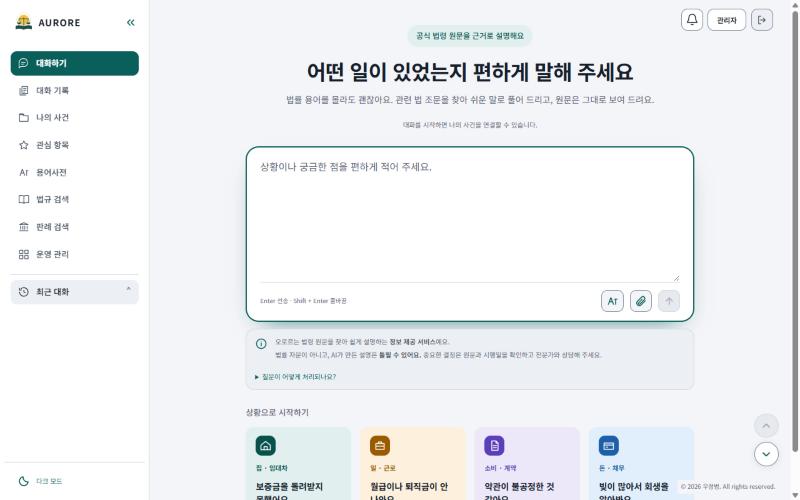 AURORE
대화하기
대화 기록
나의 사건
관심 항목
용어사전
법규 검색
판례 검색
운영 관리
최근 대화
다크 모드
관리자
공식 법령 원문을 근거로 설명해요
어떤 일이 있었는지 편하게 말해 주세요
법률 용어를 몰라도 괜찮아요. 관련 법 조문을 찾아 쉬운 말로 풀어 드리고, 원문은 그대로 보여 드려요.
대화를 시작하면 나의 사건을 연결할 수 있습니다.
상황이나 궁금한 점을 편하게 적어 주세요.
Enter 전송 · Shift + Enter 줄바꿈
오로르는 법령 원문을 찾아 쉽게 설명하는 정보 제공 서비스예요.
법률 자문이 아니고, AI가 만든 설명은 틀릴 수 있어요. 중요한 결정은 원문과 시행일을 확인하고 전문가와 상담해 주세요.
▶ 질문이 어떻게 처리되나요?
상황으로 시작하기
집 · 임대차
보증금을 돌려받지
못했어요
일 · 근로
월급이나 퇴직금이 안
나와요
소비 · 계약
약관이 불공정한 것
같아요
돈 · 채무
빚이 많아서 회생을
알아봐요
© 2026 우정범. All rights reserved.